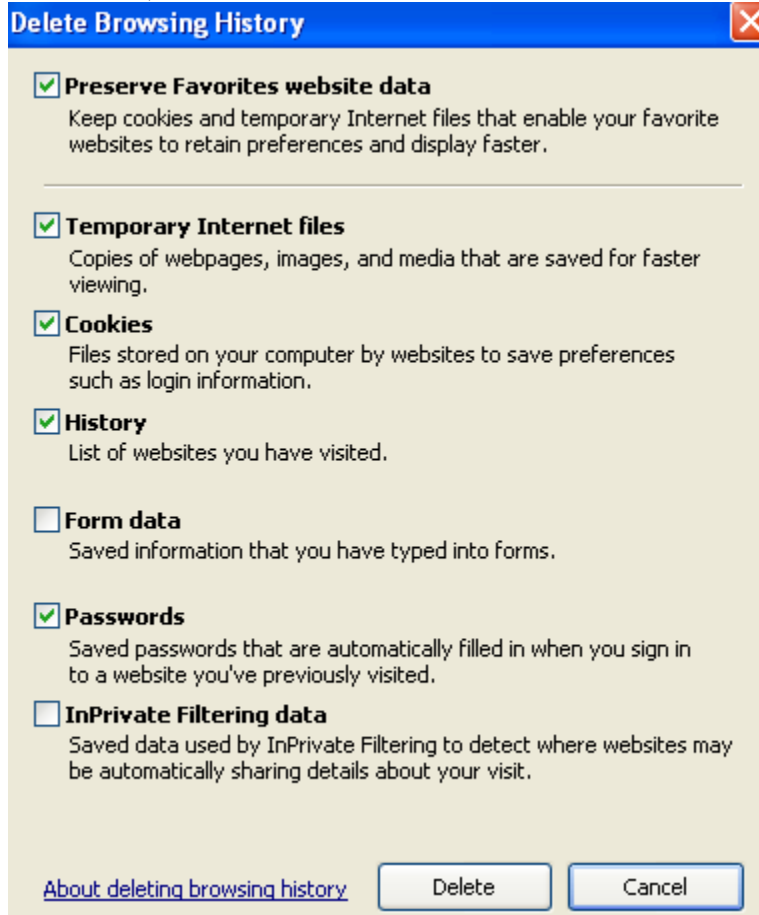 Delete Browsing History
Preserve Favorites website data
Keep cookies and temporary Internet files that enable your favorite
websites to retain preferences and display faster.
Temporary Internet files
Copies of webpages, images, and media that are saved for faster
viewing.
Cookies
Files stored on your computer by websites to save preferences
such as login information.
History
List of websites you have visited.
Form data
Saved information that you have typed into forms.
Passwords
Saved passwords that are automatically filled in when you sign in
to a website you've previously visited.
InPrivate Filtering data
Saved data used by InPrivate Filtering to detect where websites may
be automatically sharing details about your visit.
About deleting browsing history Delete Cancel